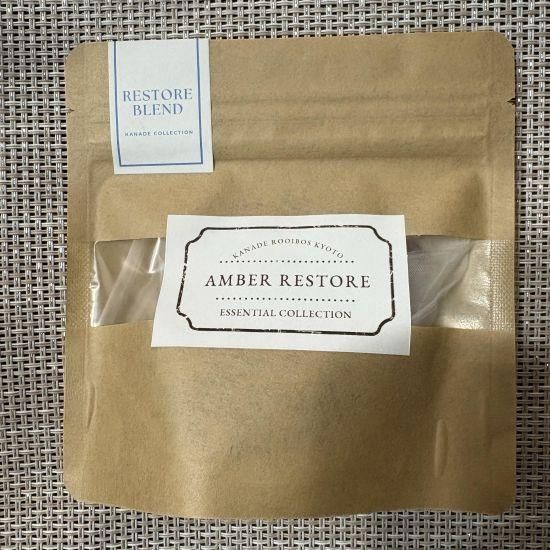 RESTORE
BLEND
KANADE COLLECTION
KANADE ROOIBOS KYOTO
AMBER RESTORE
ESSENTIAL COLLECTION